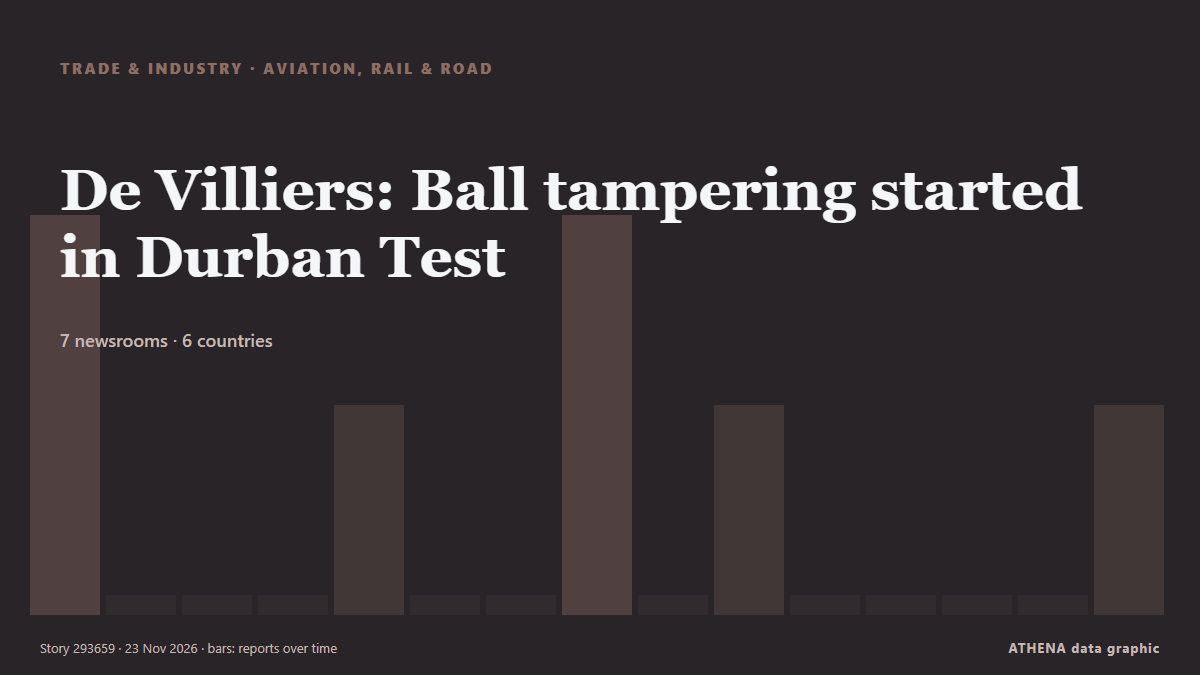 TRADE & INDUSTRY · AVIATION, RAIL & ROAD
De Villiers: Ball tampering started
in Durban Test
7 newsrooms · 6 countries
Story 293659 · 23 Nov 2026 · bars: reports over time
ATHENA data graphic